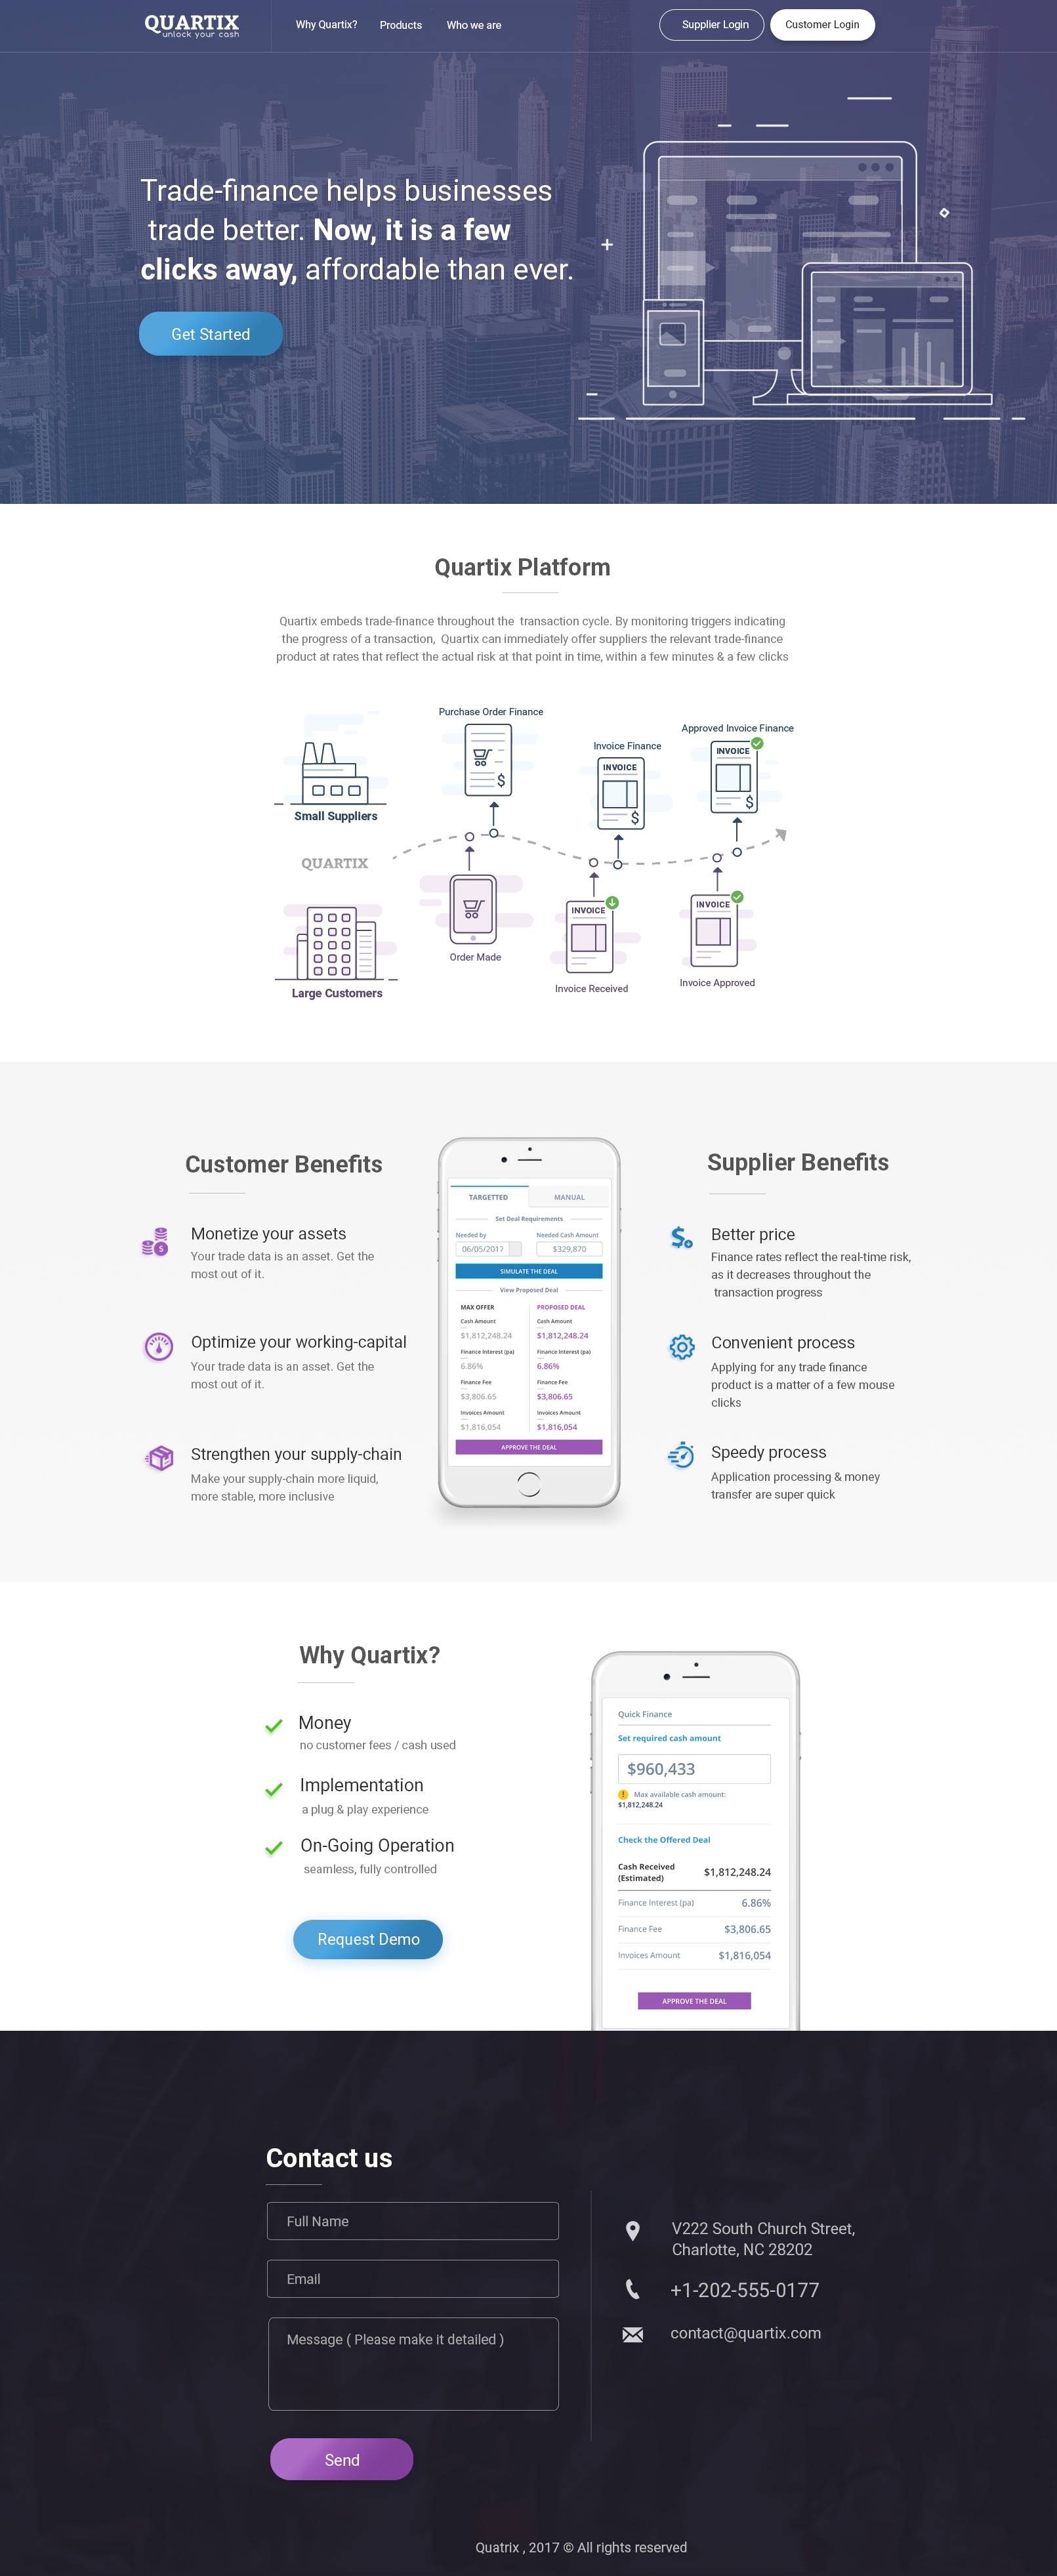 QUARTIX
unlock your cash
Why Quartix?
Products
Who we are
Supplier Login
Customer Login
Trade-finance helps businesses
trade better. Now, it is a few
clicks away, affordable than ever.
Get Started
Quartix Platform
Quartix embeds trade-finance throughout the transaction cycle. By monitoring triggers indicating
the progress of a transaction, Quartix can immediately offer suppliers the relevant trade-finance
product at rates that reflect the actual risk at that point in time, within a few minutes & a few clicks
Purchase Order Finance
Invoice Finance
Approved Invoice Finance
INVOICE
$
INVOICE
$
$
Small Suppliers
QUARTIX
INVOICE
INVOICE
Order Made
Invoice Received
Invoice Approved
Large Customers
Customer Benefits
Monetize your assets
Your trade data is an asset. Get the
most out of it.
Optimize your working-capital
Your trade data is an asset. Get the
most out of it.
Strengthen your supply-chain
Make your supply-chain more liquid,
more stable, more inclusive
TARGETTED
MANUAL
Set Deal Requirements
Needed by
Needed Cash Amount
06/05/2017
$329,870
SIMULATE THE DEAL
View Proposed Deal
MAX OFFER
PROPOSED DEAL
Cash Amount
Cash Amount
$1,812,248.24
$1,812,248.24
Finance Interest (pa)
Finance Interest (pa)
6.86%
6.86%
Finance Fee
Finance Fee
$3,806.65
$3,806.65
Invoices Amount
Invoices Amount
$1,816,054
$1,816,054
APPROVE THE DEAL
Supplier Benefits
Better price
Finance rates reflect the real-time risk,
as it decreases throughout the
transaction progress
Convenient process
Applying for any trade finance
product is a matter of a few mouse
clicks
Speedy process
Application processing & money
transfer are super quick
Why Quartix?
Money
no customer fees / cash used
Implementation
a plug & play experience
On-Going Operation
seamless, fully controlled
Request Demo
Quick Finance
Set required cash amount
$960,433
Max available cash amount:
$1,812,248.24
Check the Offered Deal
Cash Received
(Estimated)
$1,812,248.24
Finance Interest (pa)
6.86%
Finance Fee
$3,806.65
Invoices Amount
$1,816,054
APPROVE THE DEAL
Contact us
Full Name
Email
Message ( Please make it detailed )
Send
V222 South Church Street,
Charlotte, NC 28202
+1-202-555-0177
contact@quartix.com
Quatrix , 2017 © All rights reserved